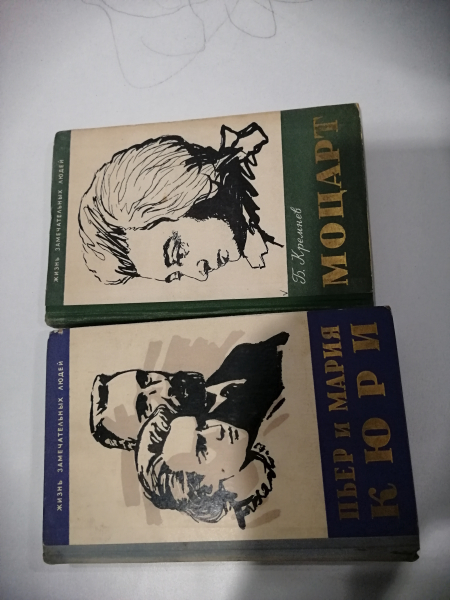 ЖИЗНЬ ЗАМЕЧАТЕЛЬНЫХ ЛЮДЕЙ
Б. Кремнев
МОЦАРТ
ЖИЗНЬ ЗАМЕЧАТЕЛЬНЫХ ЛЮДЕЙ
ПЬЕР И МАРИЯ
КЮРИ